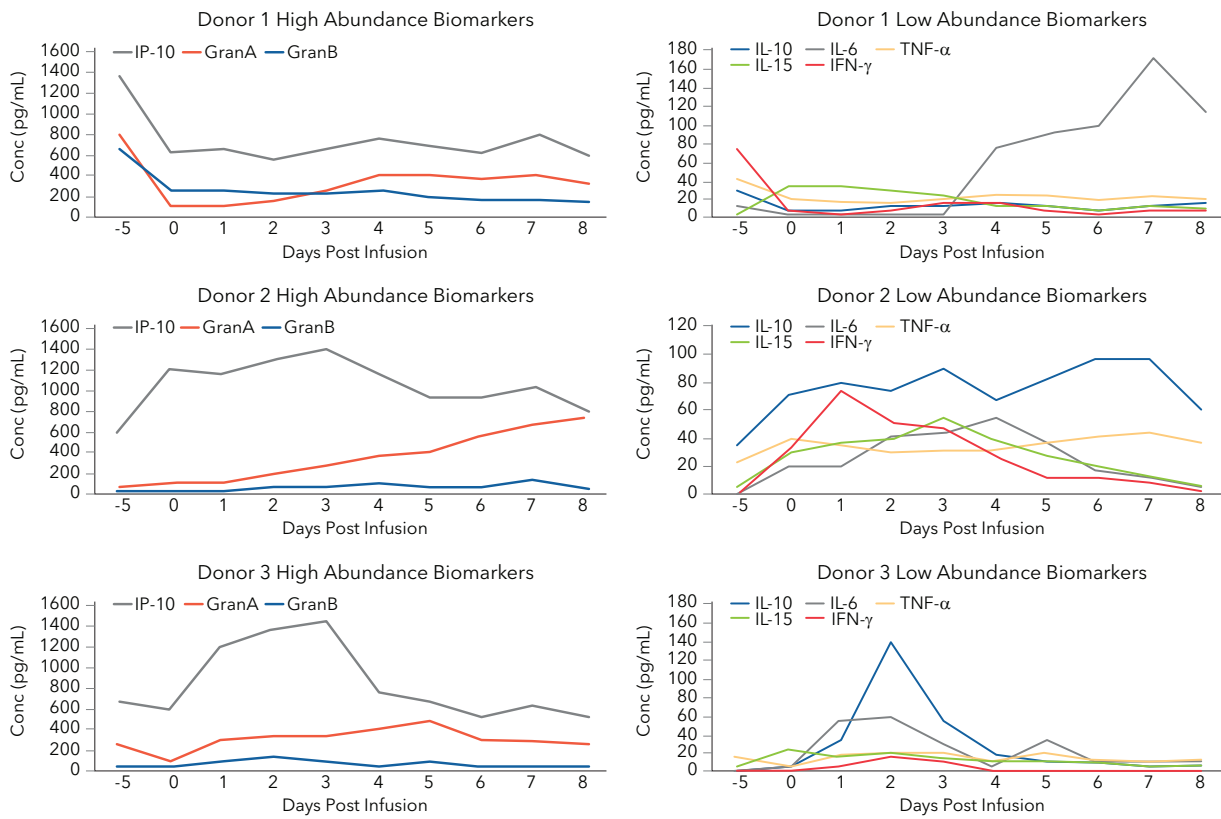 Donor 1 High Abundance Biomarkers
IP-10 GranA GranB
Conc (pg/mL)
1600
1400
1200
1000
800
600
400
200
0
-5 0 1 2 3 4 5 6 7 8
Days Post Infusion
Donor 1 Low Abundance Biomarkers
IL-10 IL-6 TNF-α
IL-15 IFN-γ
Conc (pg/mL)
180
160
140
120
100
80
60
40
20
0
-5 0 1 2 3 4 5 6 7 8
Days Post Infusion
Donor 2 High Abundance Biomarkers
IP-10 GranA GranB
Conc (pg/mL)
1600
1400
1200
1000
800
600
400
200
0
-5 0 1 2 3 4 5 6 7 8
Days Post Infusion
Donor 2 Low Abundance Biomarkers
IL-10 IL-6 TNF-α
IL-15 IFN-γ
Conc (pg/mL)
120
100
80
60
40
20
0
-5 0 1 2 3 4 5 6 7 8
Days Post Infusion
Donor 3 High Abundance Biomarkers
IP-10 GranA GranB
Conc (pg/mL)
1600
1400
1200
1000
800
600
400
200
0
-5 0 1 2 3 4 5 6 7 8
Days Post Infusion
Donor 3 Low Abundance Biomarkers
IL-10 IL-6 TNF-α
IL-15 IFN-γ
Conc (pg/mL)
180
160
140
120
100
80
60
40
20
0
-5 0 1 2 3 4 5 6 7 8
Days Post Infusion